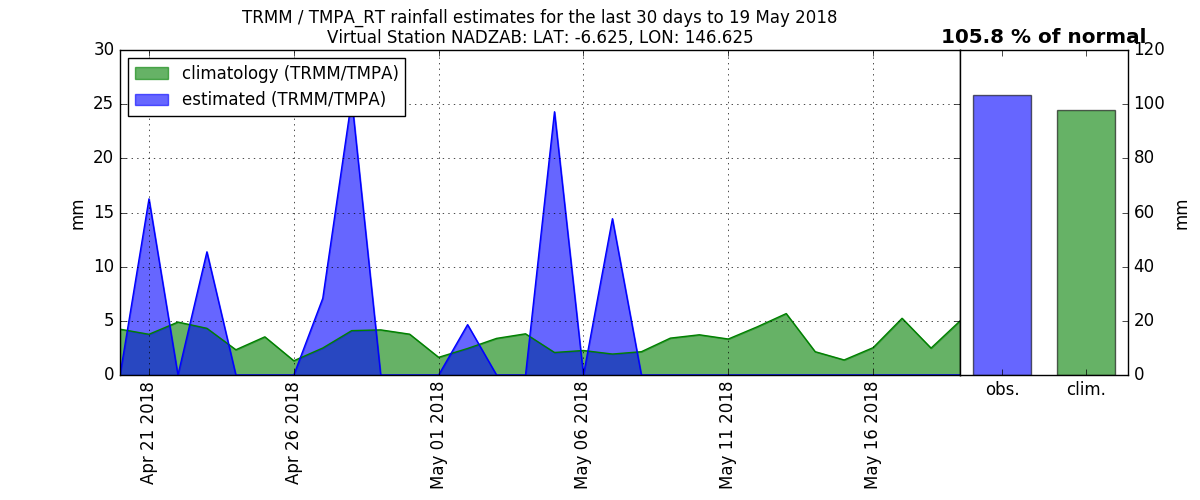 TRMM / TMPA_RT rainfall estimates for the last 30 days to 19 May 2018
Virtual Station NADZAB: LAT: -6.625, LON: 146.625
105.8 % of normal
climatology (TRMM/TMPA)
estimated (TRMM/TMPA)
mm
30
25
20
15
10
5
0
Apr 21 2018
Apr 26 2018
May 01 2018
May 06 2018
May 11 2018
May 16 2018
obs.
clim.
120
100
80
60
40
20
0
mm